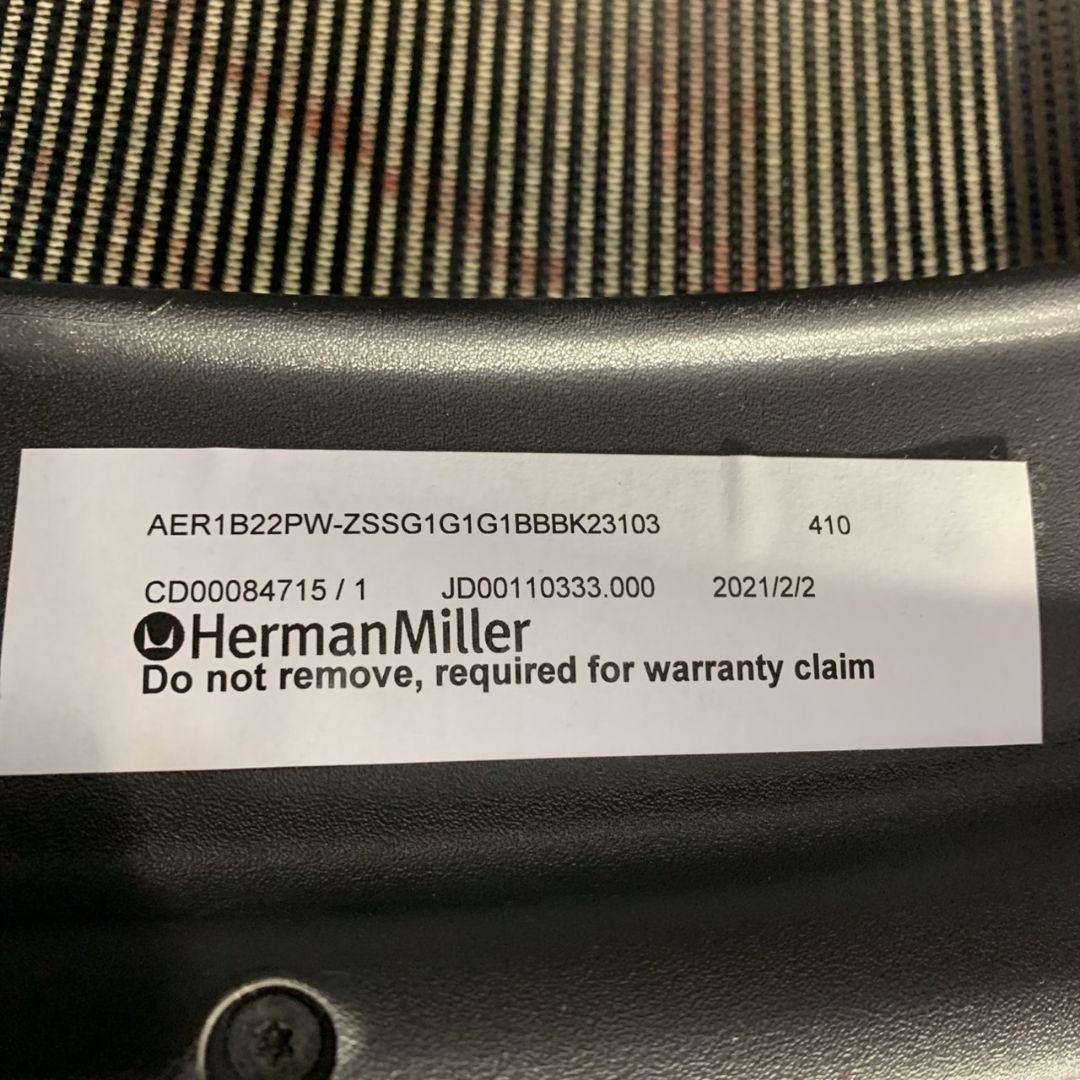 AER1B22PW-ZSSG1G1G1BBBK23103 410
CD00084715 / 1 JD00110333.000 2021/2/2
HermanMiller
Do not remove, required for warranty claim